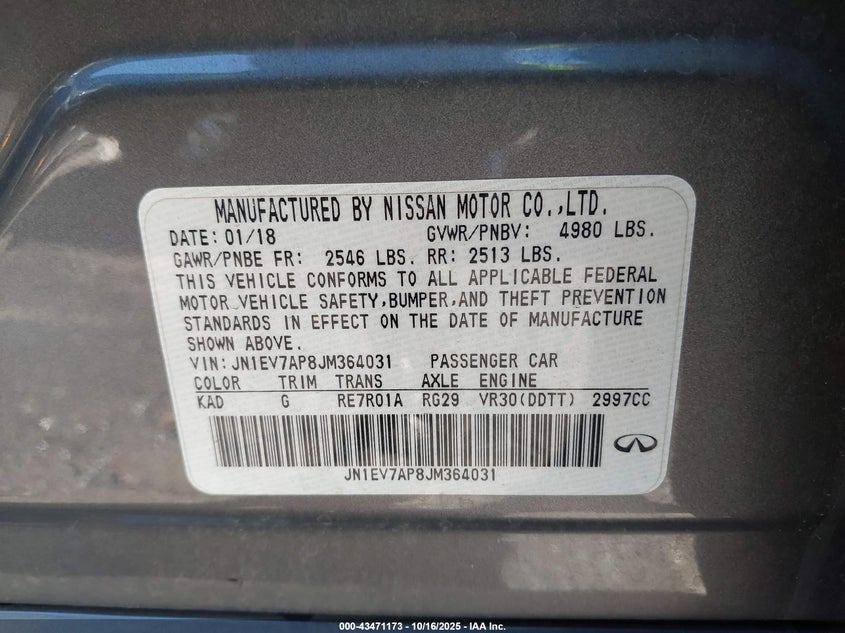 MANUFACTURED BY NISSAN MOTOR CO.,LTD.
DATE: 01/18 GVWR/PNBV: 4980 LBS.
GAWR/PNBE FR: 2546 LBS. RR: 2513 LBS.
THIS VEHICLE CONFORMS TO ALL APPLICABLE FEDERAL
MOTOR VEHICLE SAFETY,BUMPER,AND THEFT PREVENTION
STANDARDS IN EFFECT ON THE DATE OF MANUFACTURE
SHOWN ABOVE.
VIN:JN1EV7AP8JM364031 PASSENGER CAR
COLOR TRIM TRANS AXLE ENGINE
KAD G RE7R01A RG29 VR30(DDTT) 2997CC
JN1EV7AP8JM364031
000-43471173 - 10/16/2025 - IAA Inc.